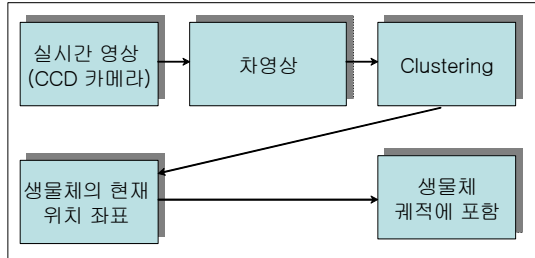 실시간 영상
(CCD 카메라)
차영상
Clustering
생물체의 현재
위치 좌표
생물체
궤적에 포함